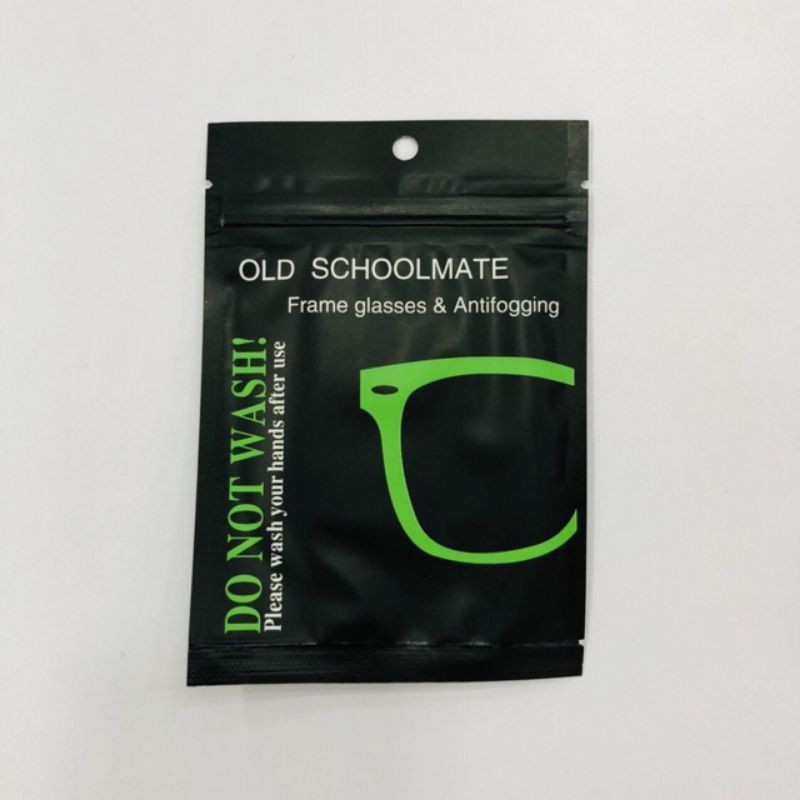 OLD SCHOOLMATE
Frame glasses & Antifogging
DO NOT WASH!
Please wash your hands after use